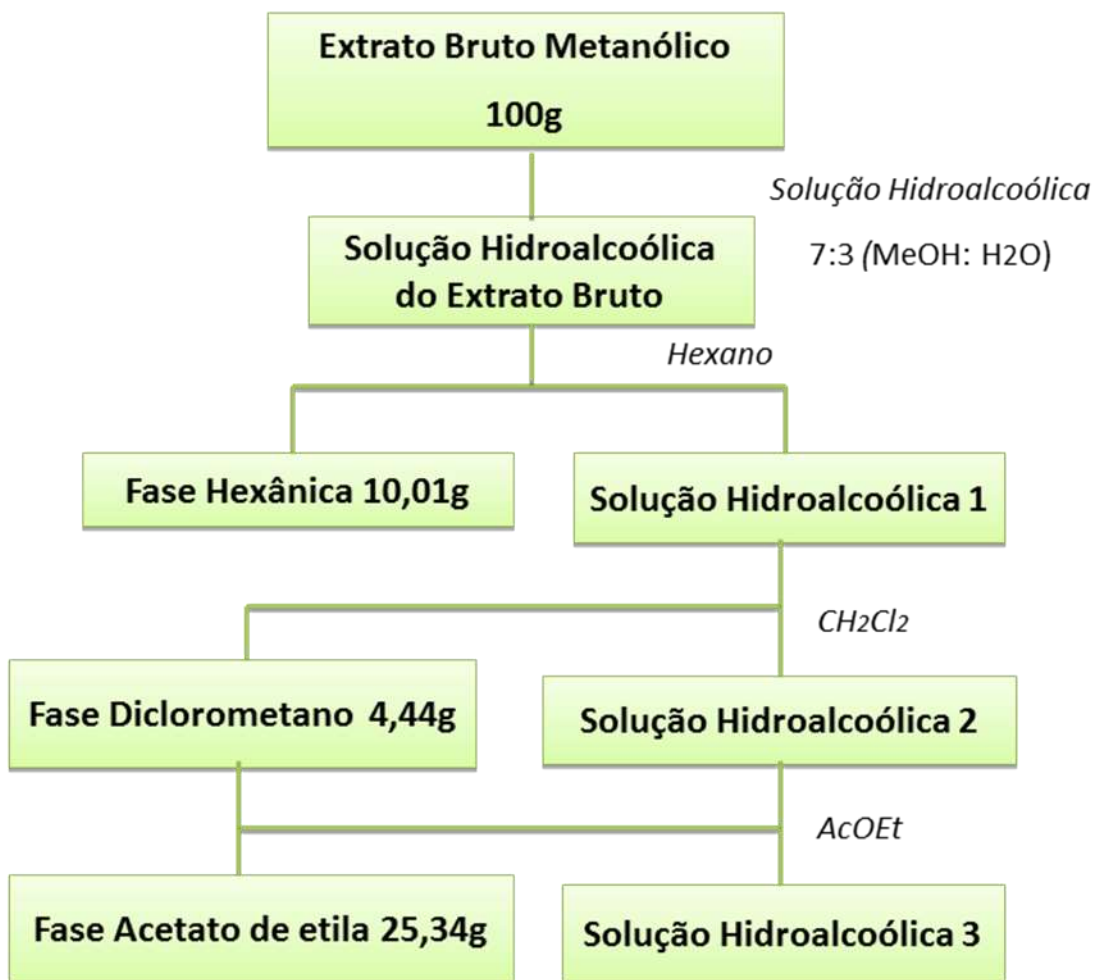 Extrato Bruto Metanólico
100g
Solução Hidroalcoólica
7:3 (MeOH: H2O)
Solução Hidroalcoólica
do Extrato Bruto
Hexano
Fase Hexânica 10,01g
Solução Hidroalcoólica 1
CH2Cl2
Fase Diclorometano 4,44g
Solução Hidroalcoólica 2
AcOEt
Fase Acetato de etila 25,34g
Solução Hidroalcoólica 3